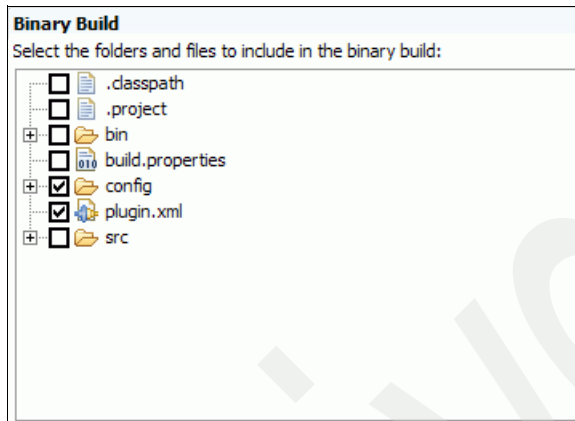 Binary Build
Select the folders and files to include in the binary build:
.classpath
.project
bin
build.properties
config
plugin.xml
src